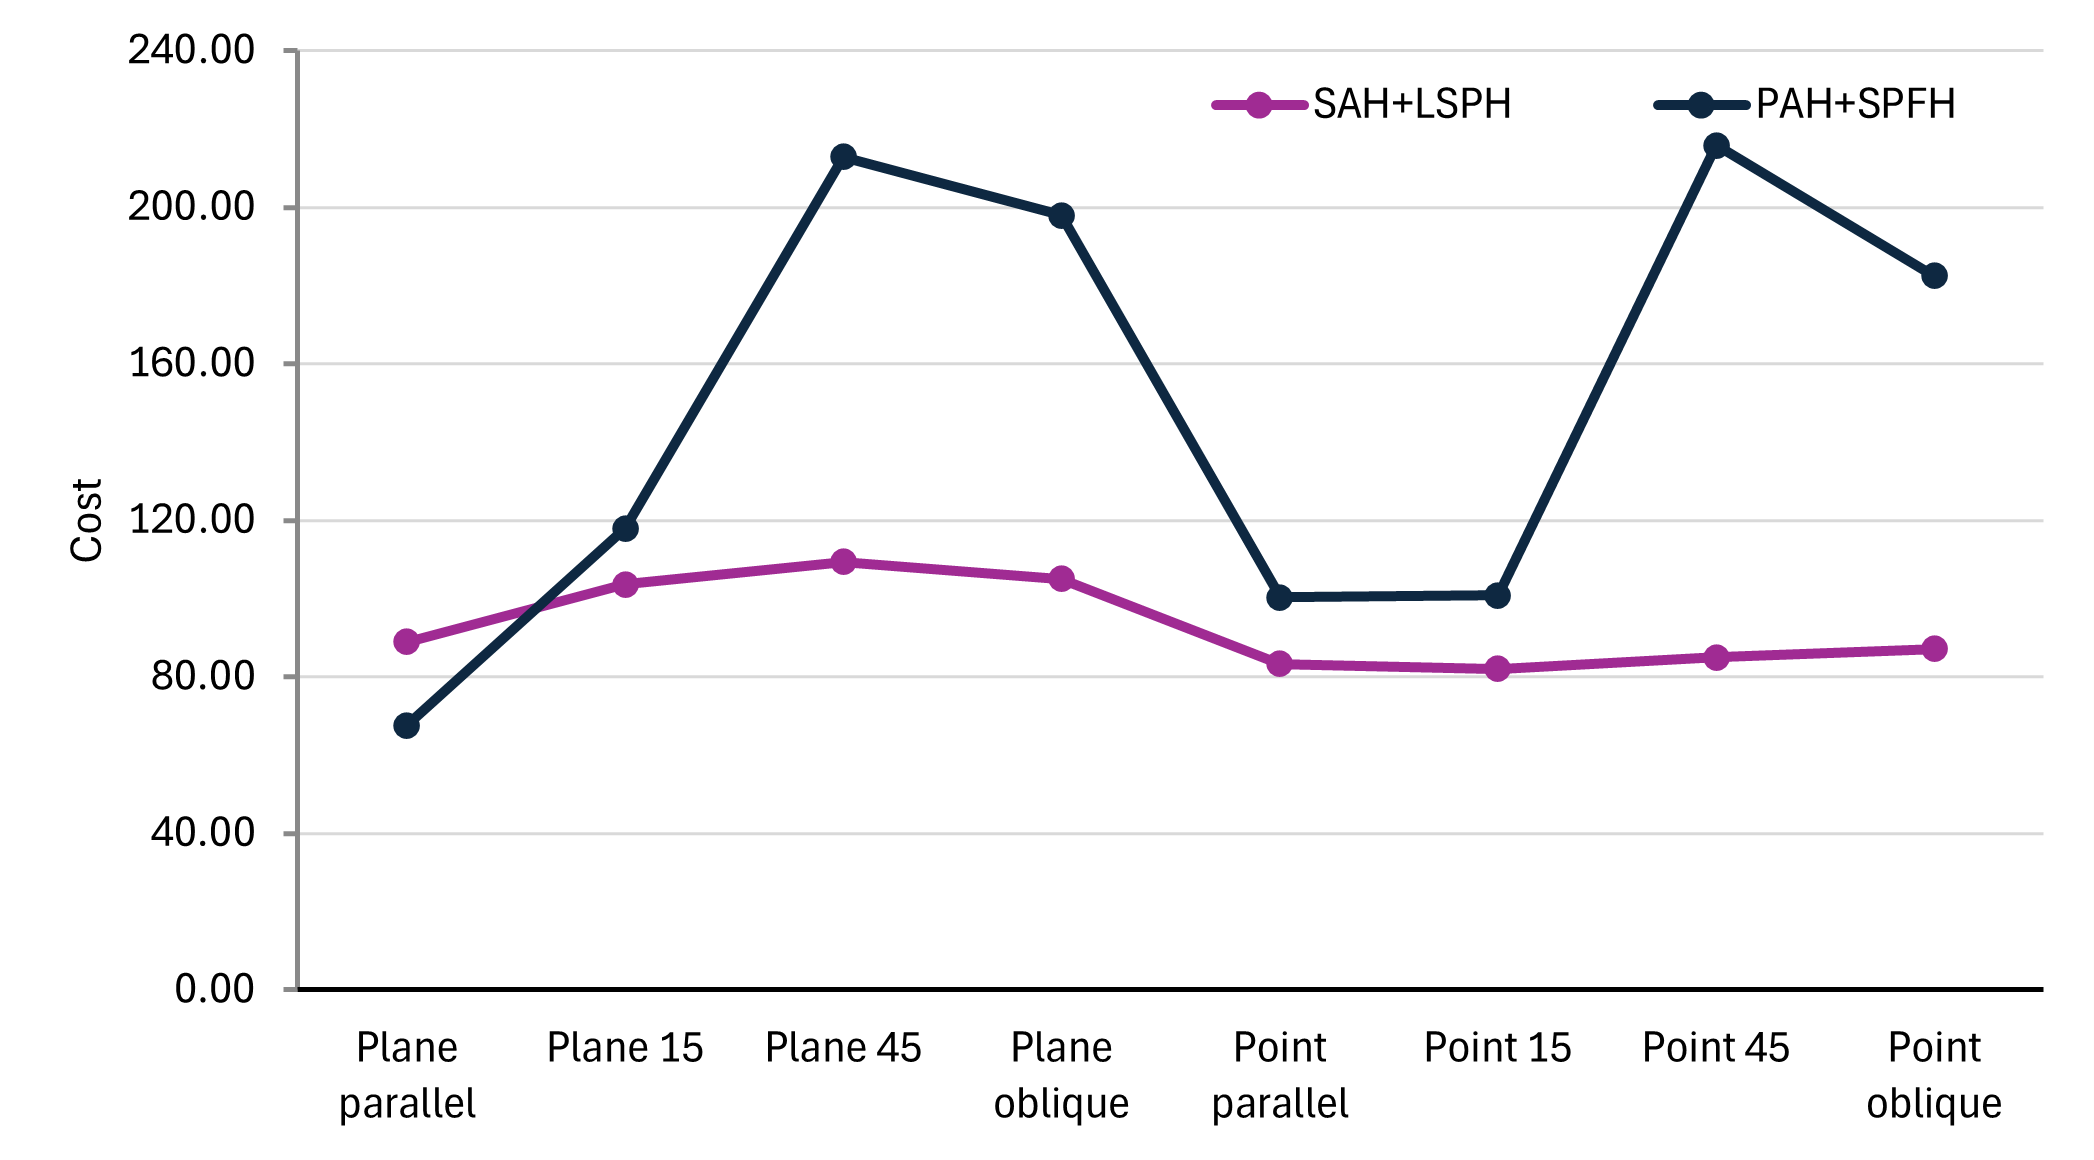 240.00
SAH+LSPH
PAH+SPFH
200.00
160.00
120.00
Cost
80.00
40.00
0.00
Plane parallel
Plane 15
Plane 45
Plane oblique
Point parallel
Point 15
Point 45
Point oblique